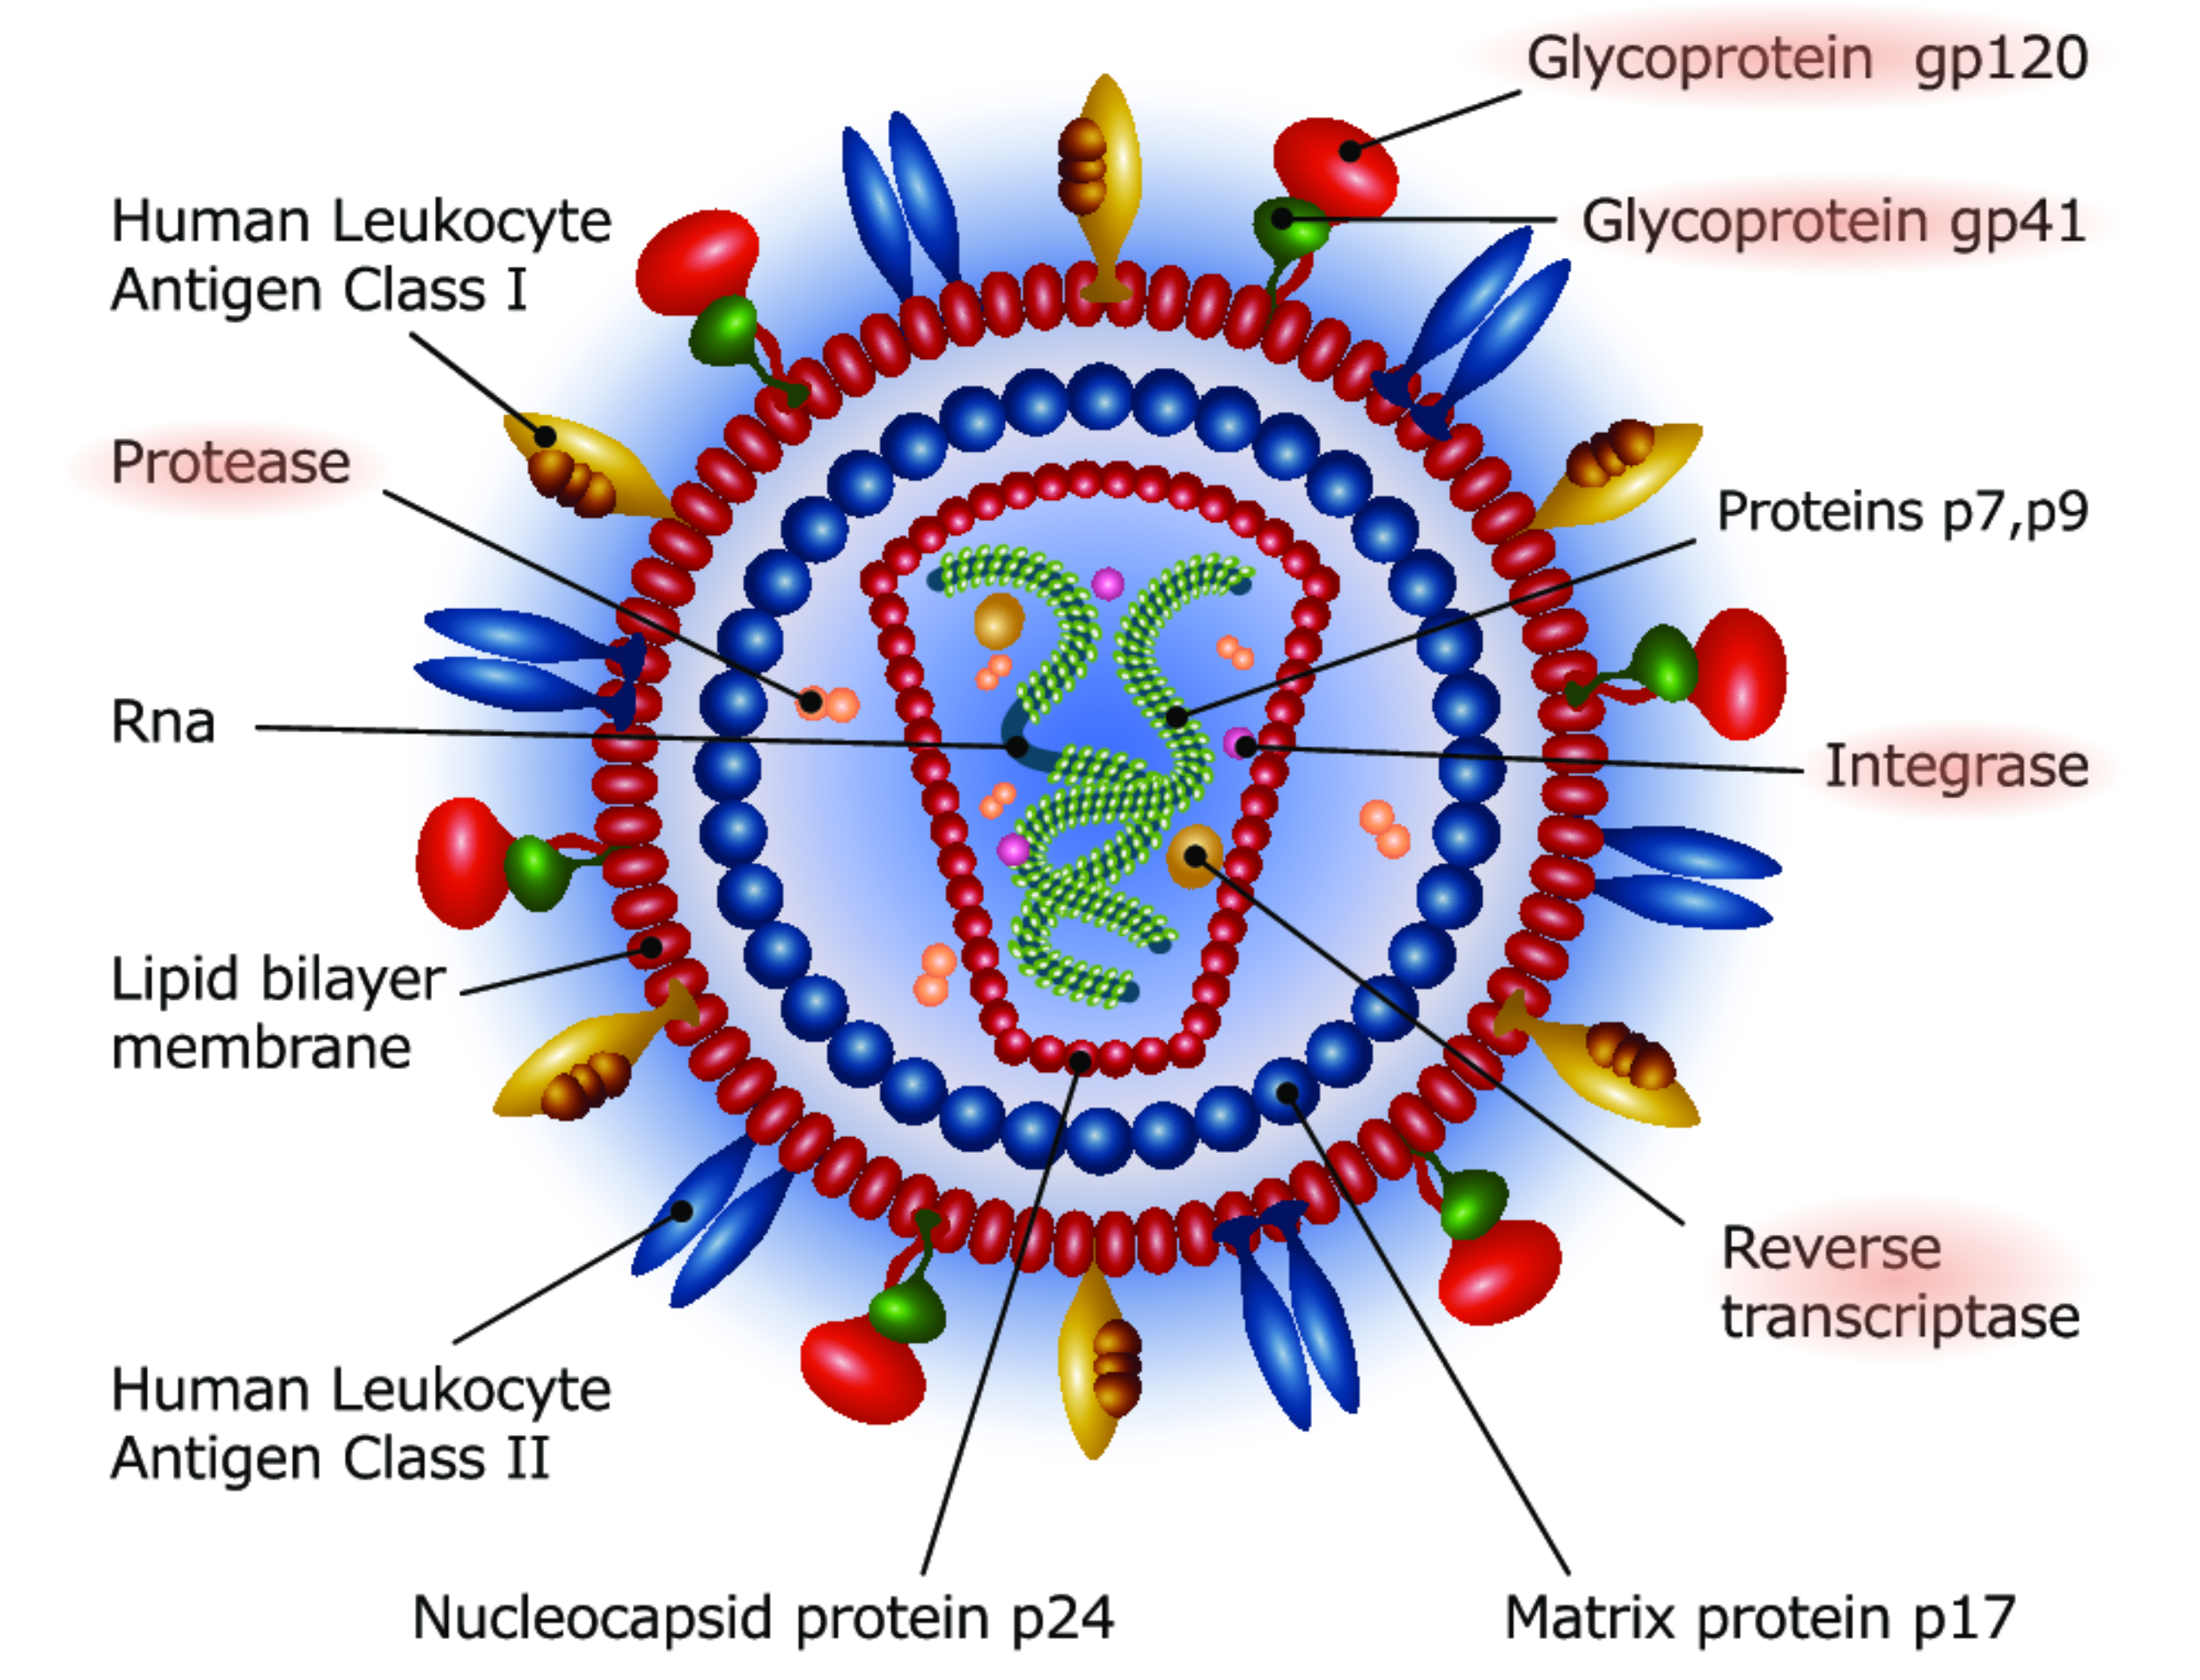 Glycoprotein gp120
Human Leukocyte
Antigen Class I
Glycoprotein gp41
Protease
Proteins p7,p9
Rna
Integrase
Lipid bilayer
membrane
Reverse
transcriptase
Human Leukocyte
Antigen Class II
Nucleocapsid protein p24
Matrix protein p17